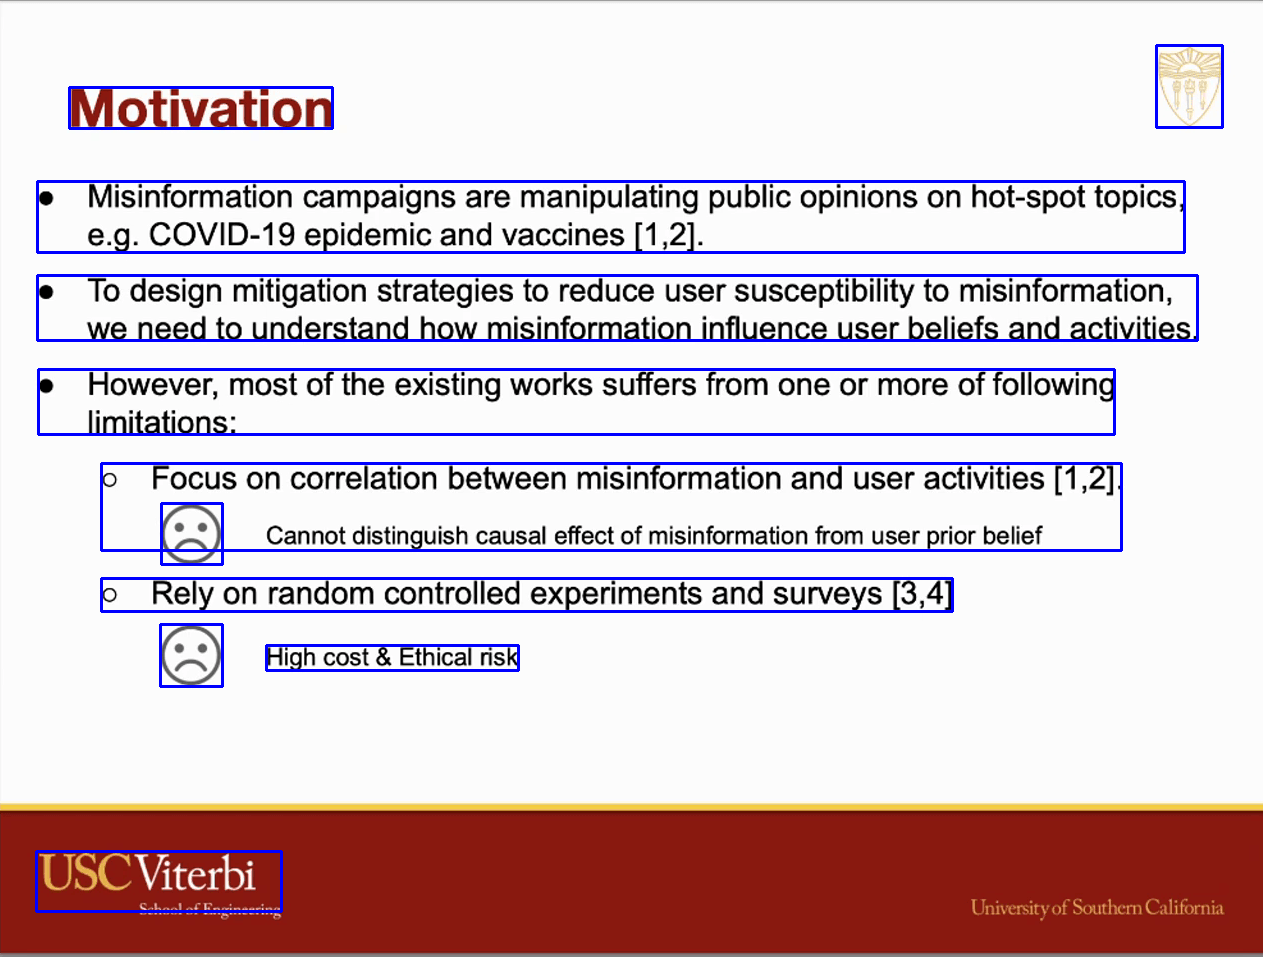 Motivation
● Misinformation campaigns are manipulating public opinions on hot-spot topics,
e.g. COVID-19 epidemic and vaccines [1,2].
● To design mitigation strategies to reduce user susceptibility to misinformation,
we need to understand how misinformation influence user beliefs and activities.
● However, most of the existing works suffers from one or more of following
limitations:
○ Focus on correlation between misinformation and user activities [1,2].
Cannot distinguish causal effect of misinformation from user prior belief
○ Rely on random controlled experiments and surveys [3,4]
High cost & Ethical risk
USC Viterbi
School of Engineering
University of Southern California